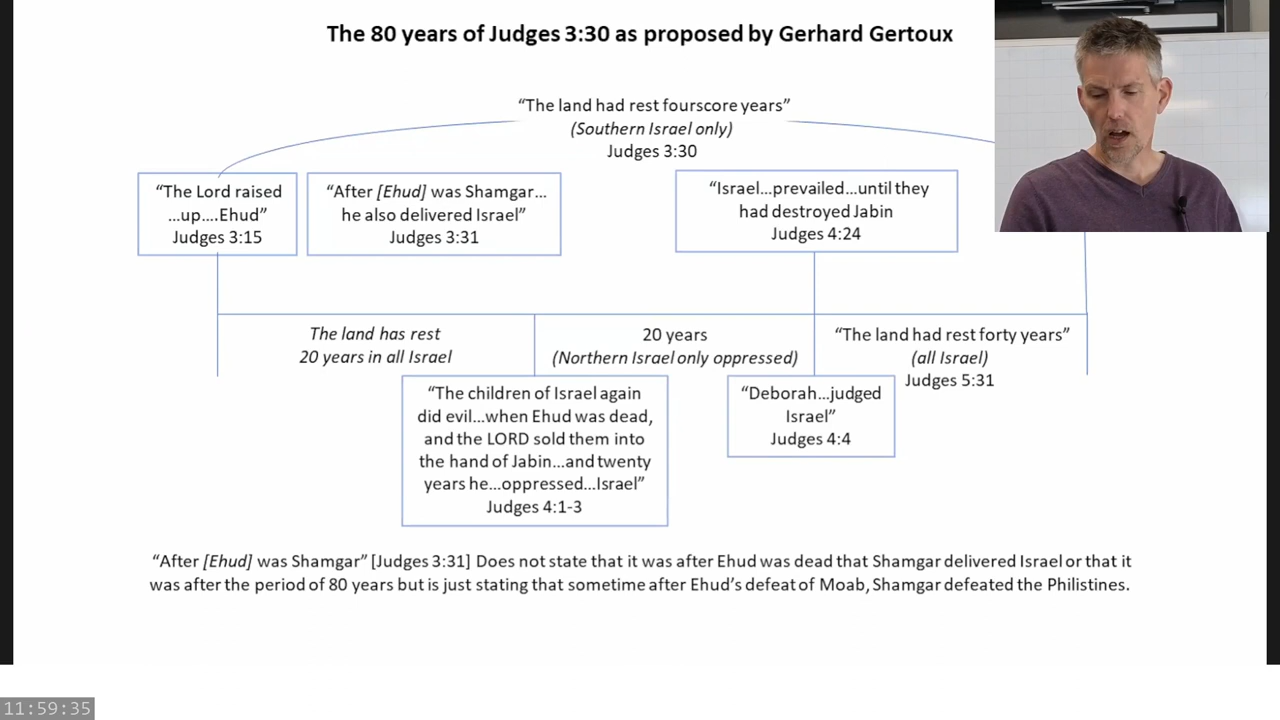 The 80 years of Judges 3:30 as proposed by Gerhard Gertoux
“The land had rest fourscore years”
(Southern Israel only)
Judges 3:30
“The Lord raised
...up....Ehud”
Judges 3:15
“After [Ehud] was Shamgar...
he also delivered Israel”
Judges 3:31
“Israel...prevailed...until they
had destroyed Jabin
Judges 4:24
The land has rest
20 years in all Israel
20 years
(Northern Israel only oppressed)
“The land had rest forty years”
(all Israel)
Judges 5:31
“The children of Israel again
did evil...when Ehud was dead,
and the LORD sold them into
the hand of Jabin...and twenty
years he...oppressed...Israel”
Judges 4:1-3
“Deborah...judged
Israel”
Judges 4:4
“After [Ehud] was Shamgar” [Judges 3:31] Does not state that it was after Ehud was dead that Shamgar delivered Israel or that it
was after the period of 80 years but is just stating that sometime after Ehud’s defeat of Moab, Shamgar defeated the Philistines.
11:59:35